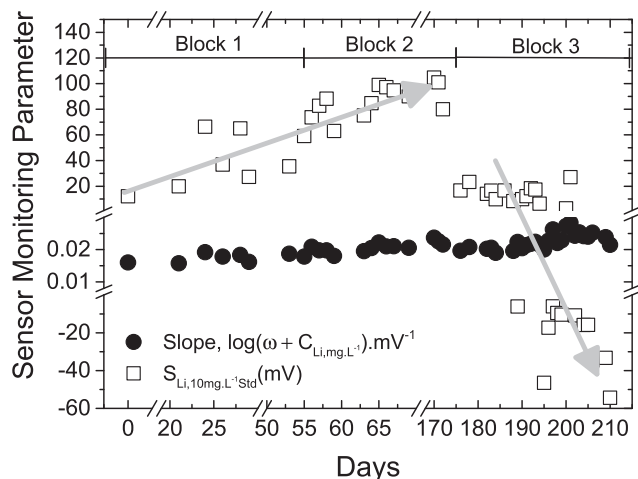 Sensor Monitoring Parameter
140
120
100
80
60
40
20
0.02
0.01
-20
-40
-60
Block 1
Block 2
Block 3
Slope, log(ω + C_Li,mg.L⁻¹).mV⁻¹
S_Li,10mg.L⁻¹Std(mV)
0 20 25 50 55 60 65 170 180 190 200 210
Days